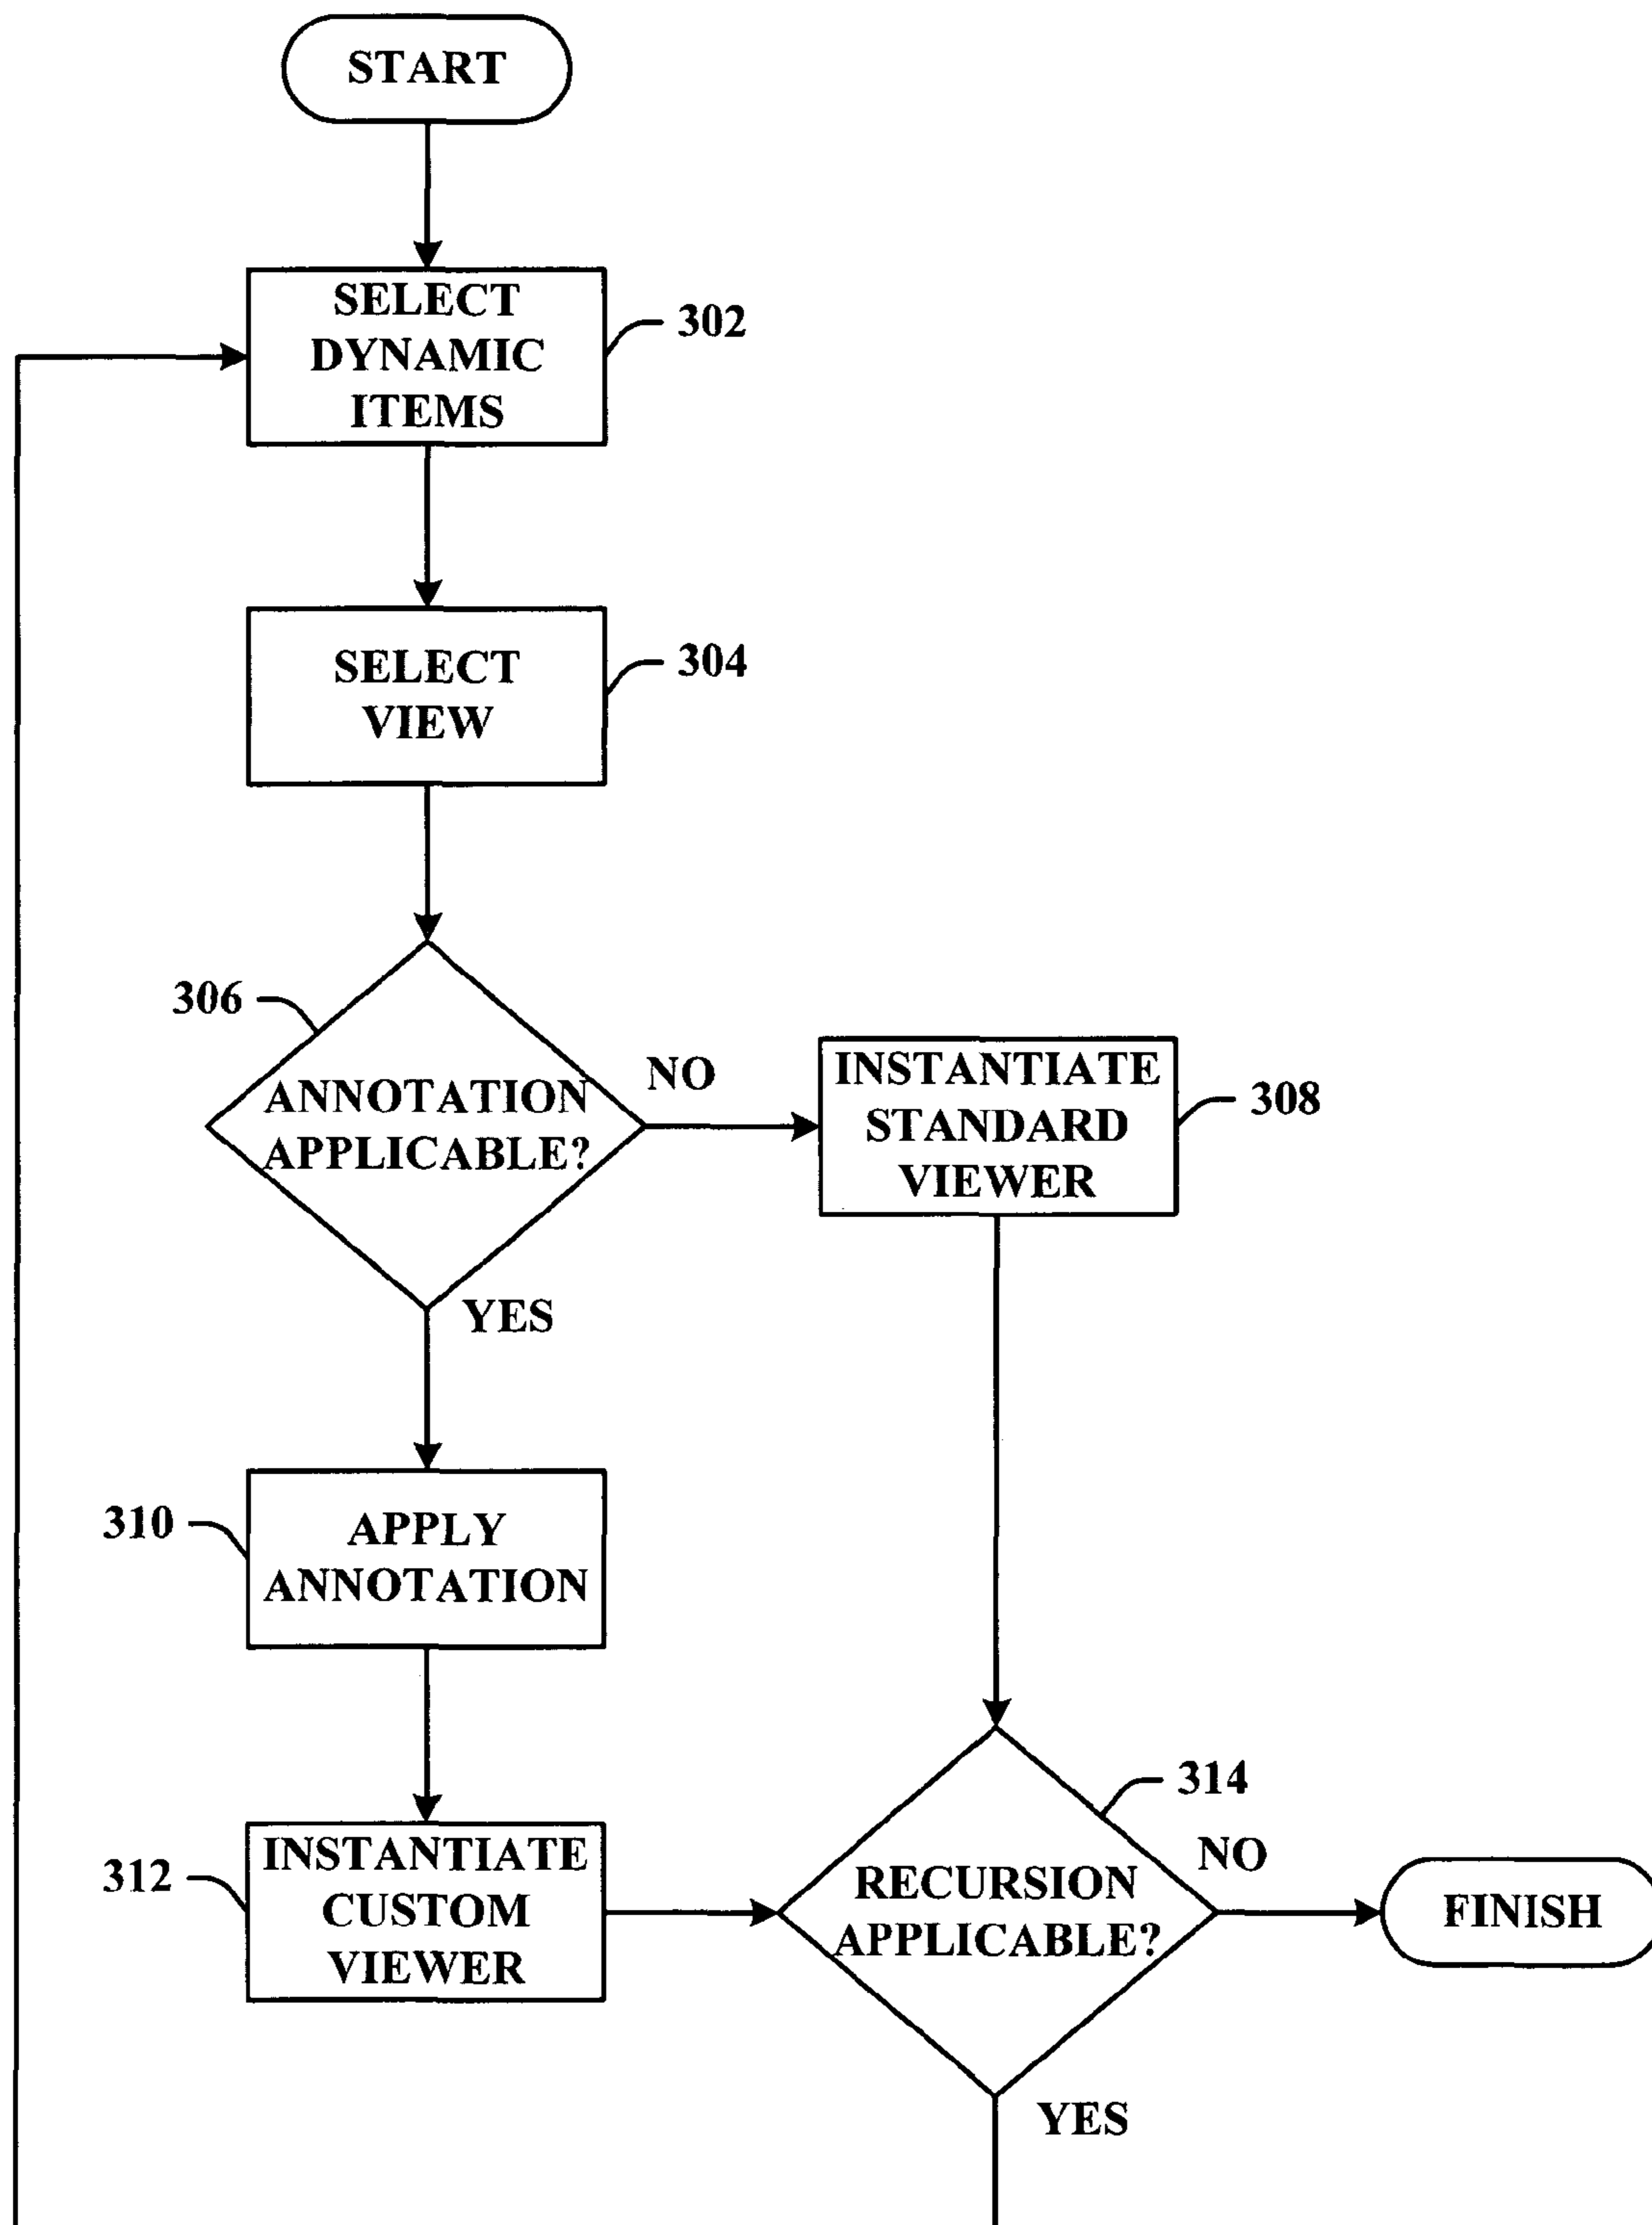 START
SELECT
DYNAMIC
ITEMS
302
SELECT
VIEW
304
306
ANNOTATION
APPLICABLE?
NO
INSTANTIATE
STANDARD
VIEWER
308
YES
310
APPLY
ANNOTATION
312
INSTANTIATE
CUSTOM
VIEWER
314
RECURSION
APPLICABLE?
NO
FINISH
YES